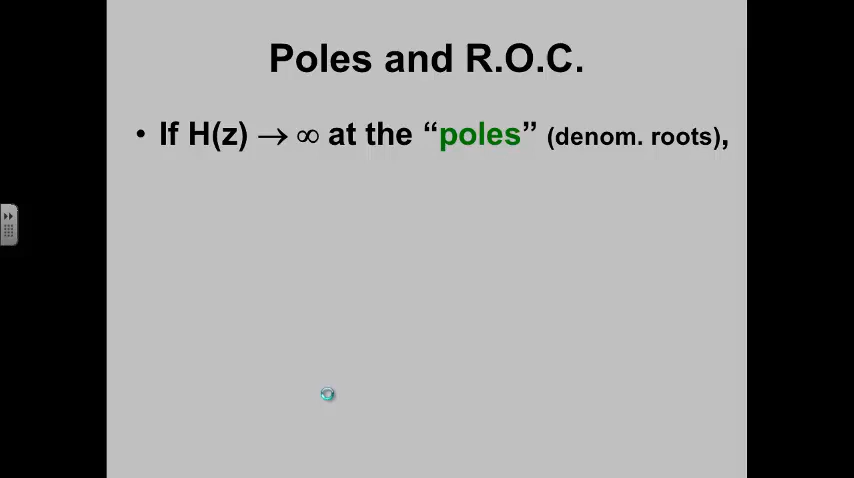 Poles and R.O.C.
• If H(z) → ∞ at the “poles” (denom. roots),